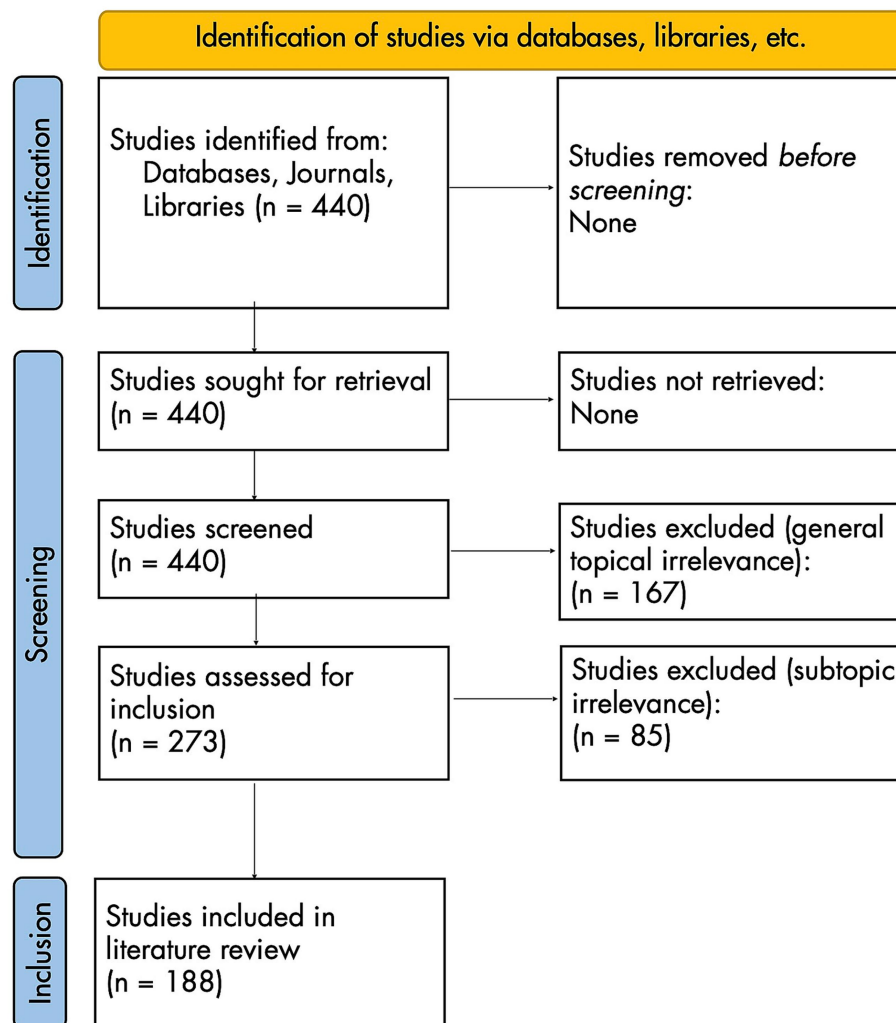 Identification of studies via databases, libraries, etc.
Identification
Studies identified from:
Databases, Journals,
Libraries (n = 440)
Studies removed before
screening:
None
Screening
Studies sought for retrieval
(n = 440)
Studies not retrieved:
None
Studies screened
(n = 440)
Studies excluded (general
topical irrelevance):
(n = 167)
Studies assessed for
inclusion
(n = 273)
Studies excluded (subtopic
irrelevance):
(n = 85)
Inclusion
Studies included in
literature review
(n = 188)